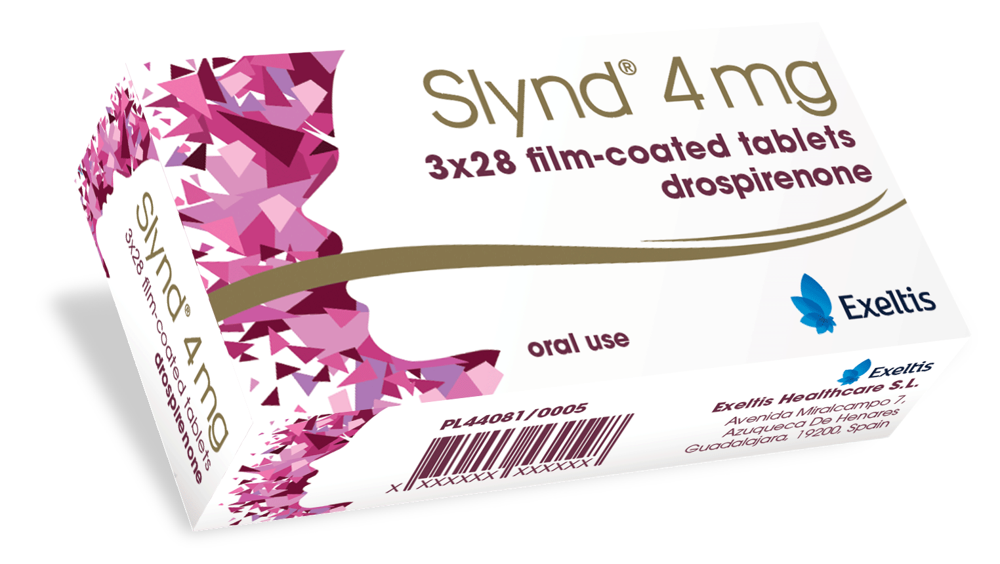 Slynd® 4 mg
3x28 film-coated tablets
drospirenone
Exeltis
oral use
Slynd® 4 mg
3x28 film-coated tablets
drospirenone
PL44081/0005
x xxxxxx xxxxxx
Exeltis
Exeltis Healthcare S.L.
Avenida Miralcampo 7,
Azuqueca De Henares
Guadalajara, 19200, Spain